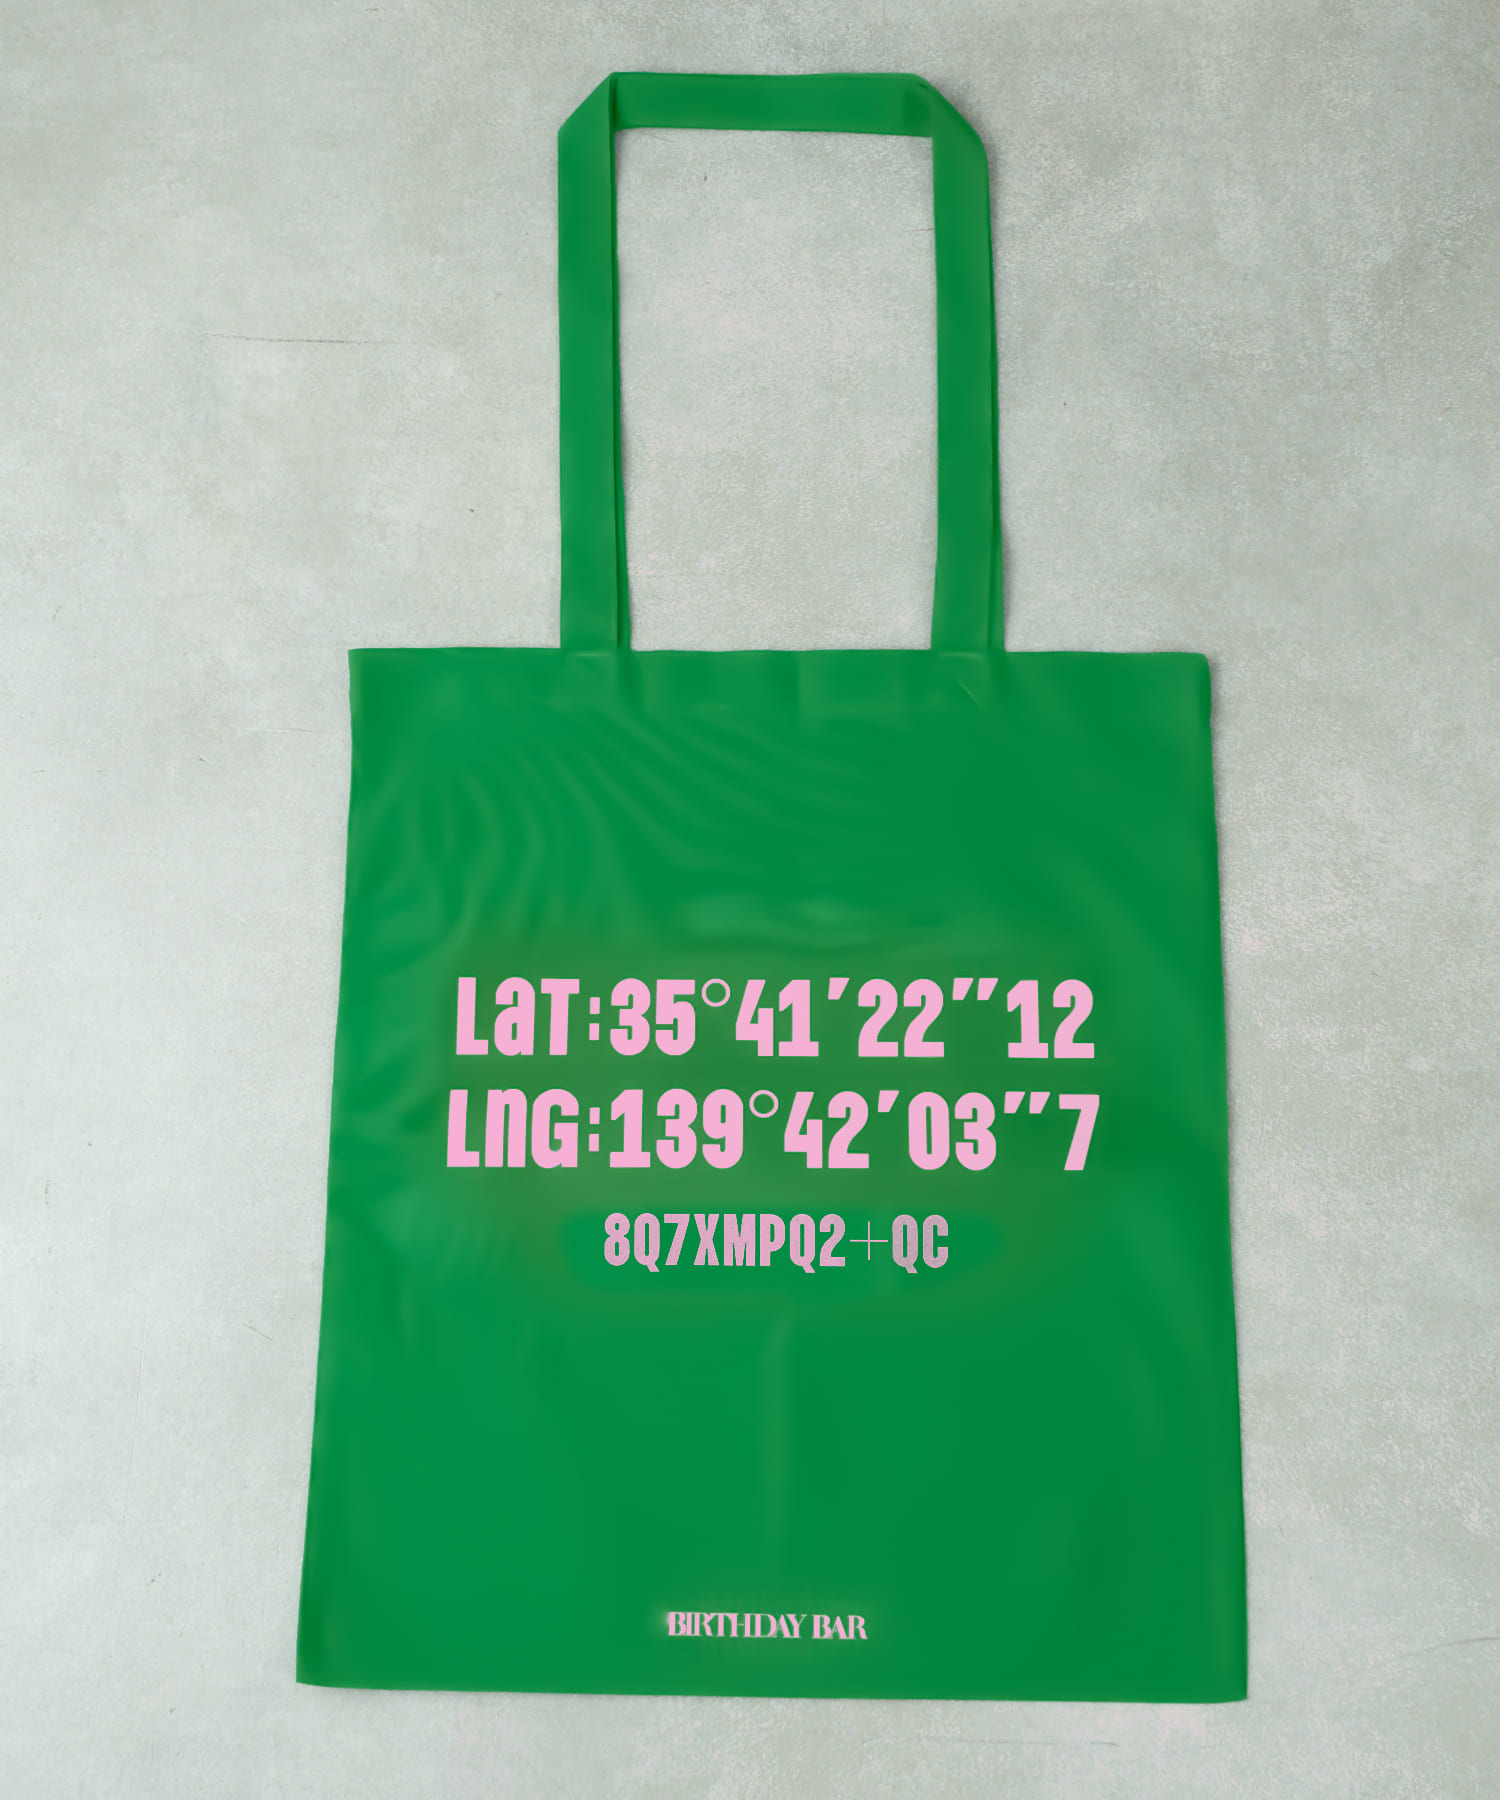 LaT:35°41′22″12
LnG:139°42′03″7
8Q7XMPQ2+QC
BIRTHDAY BAR